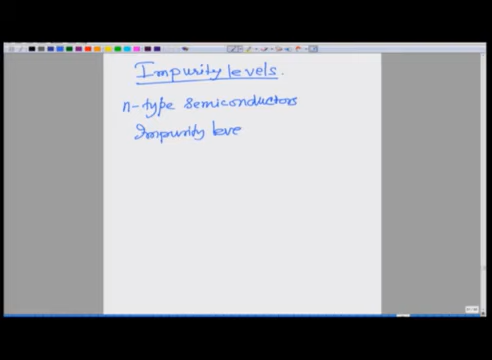 Impurity levels.
n-type semiconductors
Impurity leve